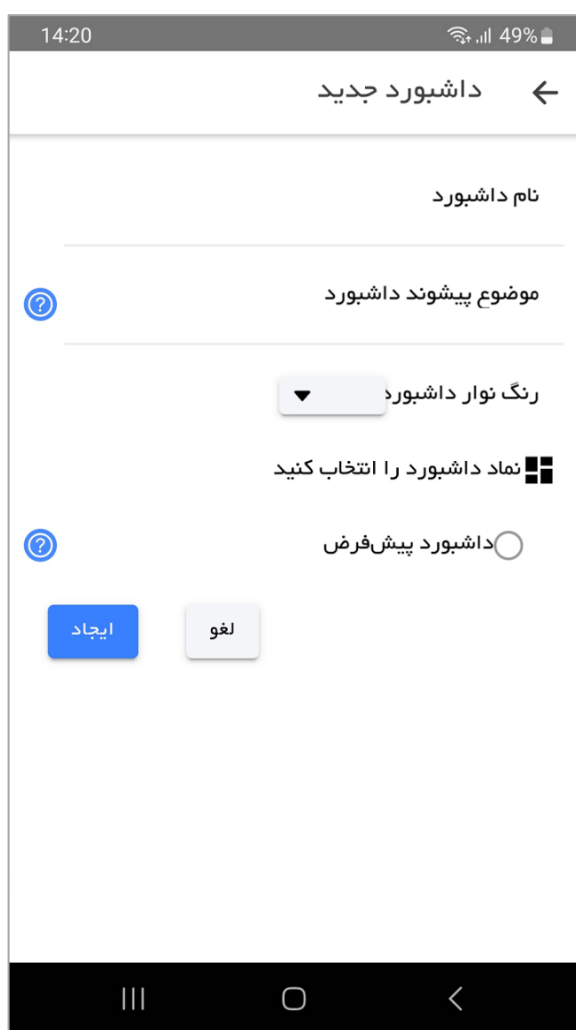 14:20 49%
داشبورد جدید
نام داشبورد
موضوع پیشوند داشبورد
رنگ نوار داشبورد
نماد داشبورد را انتخاب کنید
داشبورد پیش‌فرض
لغو ایجاد